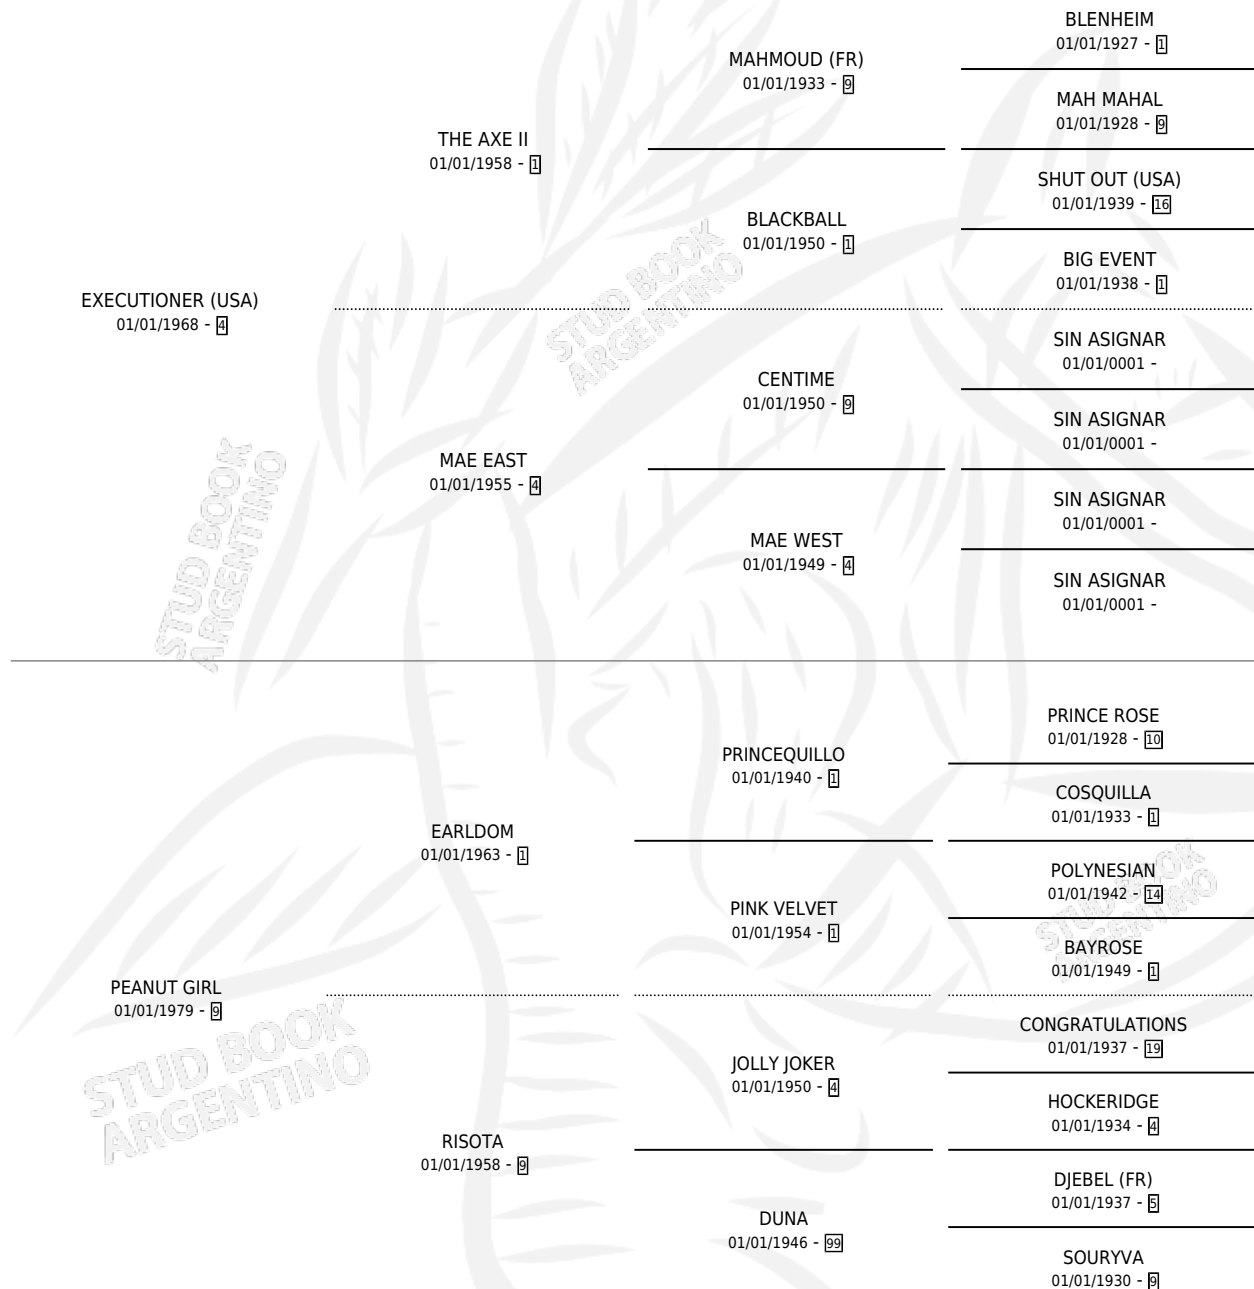 BLENHEIM
01/01/1927 - 1
MAHMOUD (FR)
01/01/1933 - 9
MAH MAHAL
01/01/1928 - 9
THE AXE II
01/01/1958 - 1
SHUT OUT (USA)
01/01/1939 - 16
BLACKBALL
01/01/1950 - 1
BIG EVENT
01/01/1938 - 1
EXECUTIONER (USA)
01/01/1968 - 4
SIN ASIGNAR
01/01/0001 -
CENTIME
01/01/1950 - 9
SIN ASIGNAR
01/01/0001 -
MAE EAST
01/01/1955 - 4
SIN ASIGNAR
01/01/0001 -
MAE WEST
01/01/1949 - 4
SIN ASIGNAR
01/01/0001 -
STUD BOOK
ARGENTINO
STUD BOOK
ARGENTINO
PRINCE ROSE
01/01/1928 - 10
PRINCEQUILLO
01/01/1940 - 1
COSQUILLA
01/01/1933 - 1
EARLDOM
01/01/1963 - 1
POLYNESIAN
01/01/1942 - 14
PINK VELVET
01/01/1954 - 1
BAYROSE
01/01/1949 - 1
PEANUT GIRL
01/01/1979 - 9
CONGRATULATIONS
01/01/1937 - 19
JOLLY JOKER
01/01/1950 - 4
HOCKERIDGE
01/01/1934 - 4
RISOTA
01/01/1958 - 9
DJEBEL (FR)
01/01/1937 - 5
DUNA
01/01/1946 - 99
SOURYVA
01/01/1930 - 9
STUD BOOK
ARGENTINO
STUD BOOK
ARGENTINO